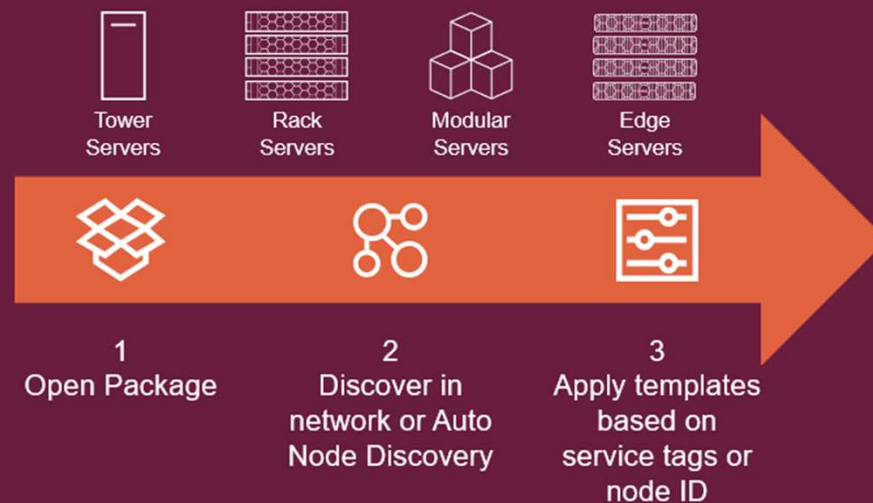 Tower
Servers
Rack
Servers
Modular
Servers
Edge
Servers
1
Open Package
2
Discover in
network or Auto
Node Discovery
3
Apply templates
based on
service tags or
node ID